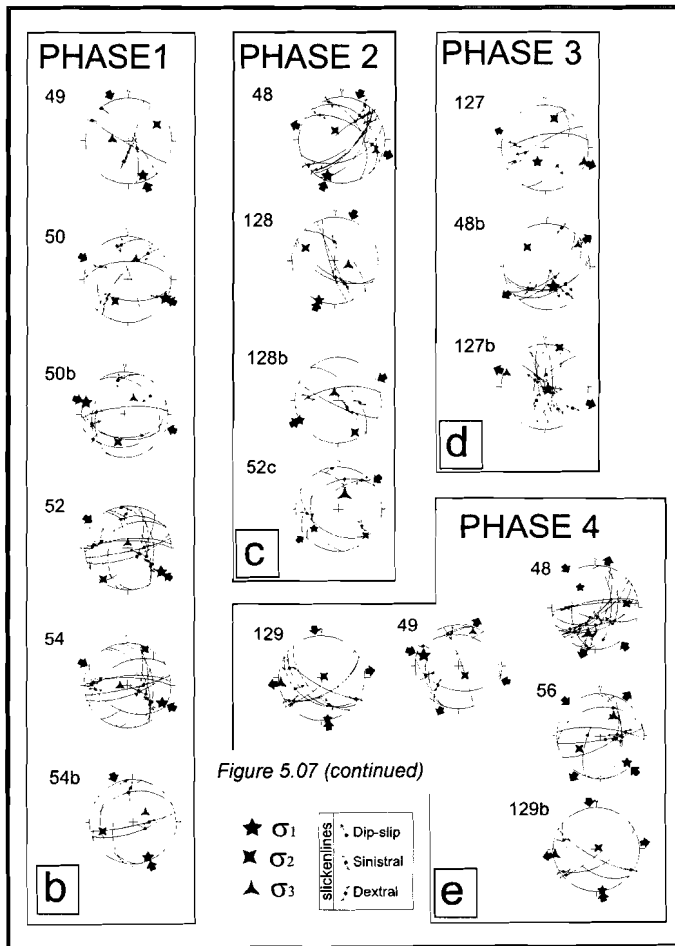 PHASE1
49
50
50b
52
54
54b
b
PHASE 2
48
128
128b
52c
c
PHASE 3
127
48b
127b
d
PHASE 4
48
129
49
56
129b
e
Figure 5.07 (continued)
σ1
σ2
σ3
slickenlines
Dip-slip
Sinistral
Dextral